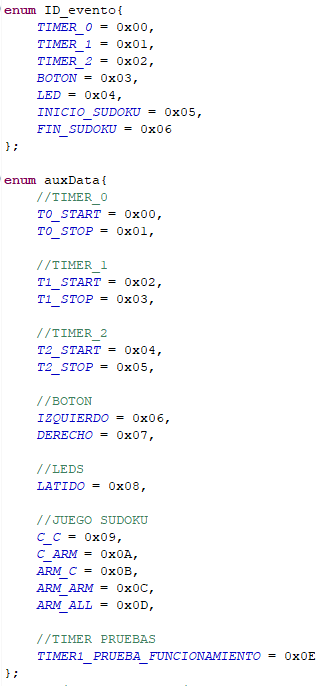 enum ID_evento{
TIMER_0 = 0x00,
TIMER_1 = 0x01,
TIMER_2 = 0x02,
BOTON = 0x03,
LED = 0x04,
INICIO_SUDOKU = 0x05,
FIN_SUDOKU = 0x06
};
enum auxData{
//TIMER_0
T0_START = 0x00,
T0_STOP = 0x01,
//TIMER_1
T1_START = 0x02,
T1_STOP = 0x03,
//TIMER_2
T2_START = 0x04,
T2_STOP = 0x05,
//BOTON
IZQUIERDO = 0x06,
DERECHO = 0x07,
//LEDS
LATIDO = 0x08,
//JUEGO SUDOKU
C_C = 0x09,
C_ARM = 0x0A,
ARM_C = 0x0B,
ARM_ARM = 0x0C,
ARM_ALL = 0x0D,
//TIMER PRUEBAS
TIMER1_PRUEBA_FUNCIONAMIENTO = 0x0E
};